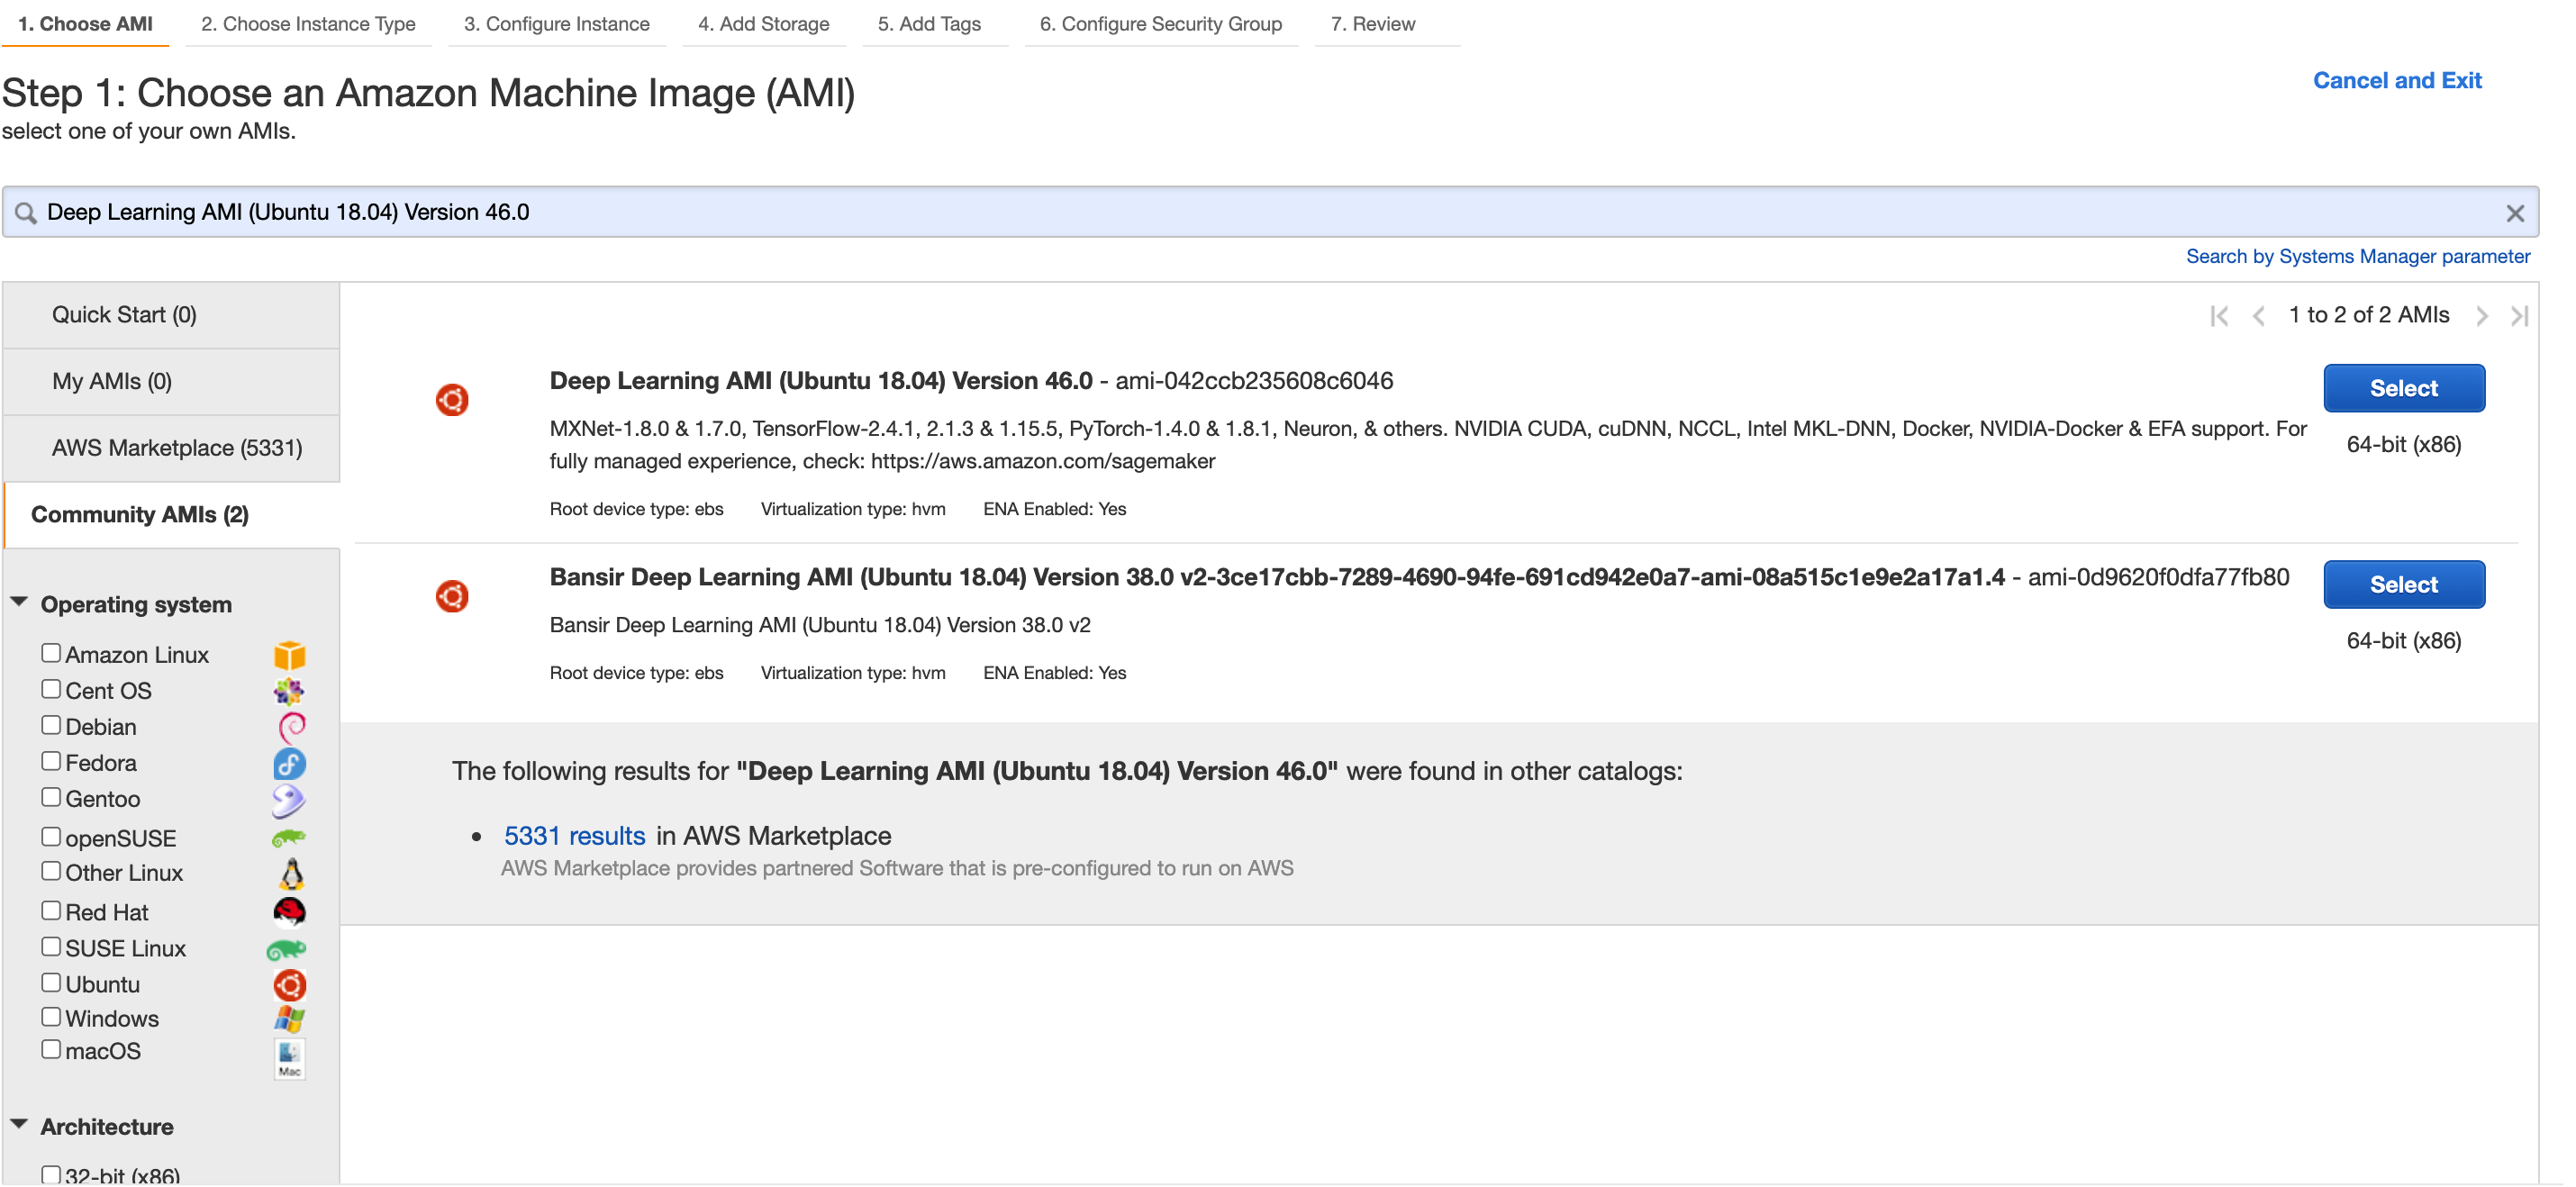 1. Choose AMI 2. Choose Instance Type 3. Configure Instance 4. Add Storage 5. Add Tags 6. Configure Security Group 7. Review
Step 1: Choose an Amazon Machine Image (AMI)
Cancel and Exit
select one of your own AMIs.
Deep Learning AMI (Ubuntu 18.04) Version 46.0
Search by Systems Manager parameter
Quick Start (0)
My AMIs (0)
AWS Marketplace (5331)
Community AMIs (2)
Operating system
Amazon Linux
Cent OS
Debian
Fedora
Gentoo
openSUSE
Other Linux
Red Hat
SUSE Linux
Ubuntu
Windows
macOS
Mac
Architecture
32-bit (x86)
1 to 2 of 2 AMIs
Deep Learning AMI (Ubuntu 18.04) Version 46.0 - ami-042ccb235608c6046
Select
MXNet-1.8.0 & 1.7.0, TensorFlow-2.4.1, 2.1.3 & 1.15.5, PyTorch-1.4.0 & 1.8.1, Neuron, & others. NVIDIA CUDA, cuDNN, NCCL, Intel MKL-DNN, Docker, NVIDIA-Docker & EFA support. For
fully managed experience, check: https://aws.amazon.com/sagemaker
64-bit (x86)
Root device type: ebs Virtualization type: hvm ENA Enabled: Yes
Bansir Deep Learning AMI (Ubuntu 18.04) Version 38.0 v2-3ce17cbb-7289-4690-94fe-691cd942e0a7-ami-08a515c1e9e2a17a1.4 - ami-0d9620f0dfa77fb80
Select
Bansir Deep Learning AMI (Ubuntu 18.04) Version 38.0 v2
64-bit (x86)
Root device type: ebs Virtualization type: hvm ENA Enabled: Yes
The following results for "Deep Learning AMI (Ubuntu 18.04) Version 46.0" were found in other catalogs:
• 5331 results in AWS Marketplace
AWS Marketplace provides partnered Software that is pre-configured to run on AWS